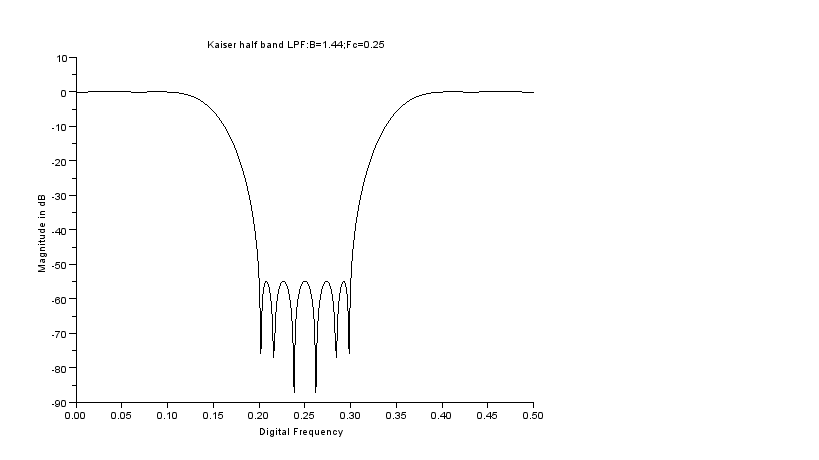 Kaiser half band LPF:B=1.44;Fc=0.25
10
0
-10
-20
-30
-40
-50
-60
-70
-80
-90
Magnitude in dB
0.00 0.05 0.10 0.15 0.20 0.25 0.30 0.35 0.40 0.45 0.50
Digital Frequency